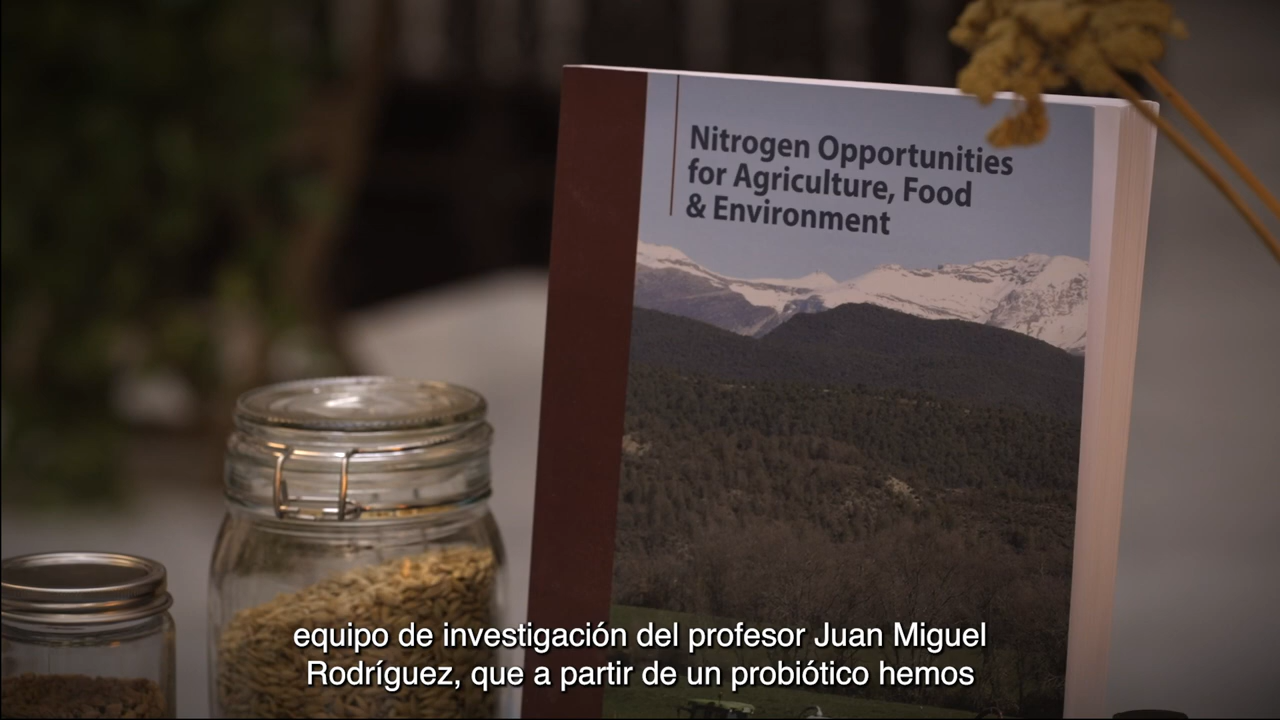 Nitrogen Opportunities
for Agriculture, Food
& Environment
equipo de investigación del profesor Juan Miguel
Rodríguez, que a partir de un probiótico hemos